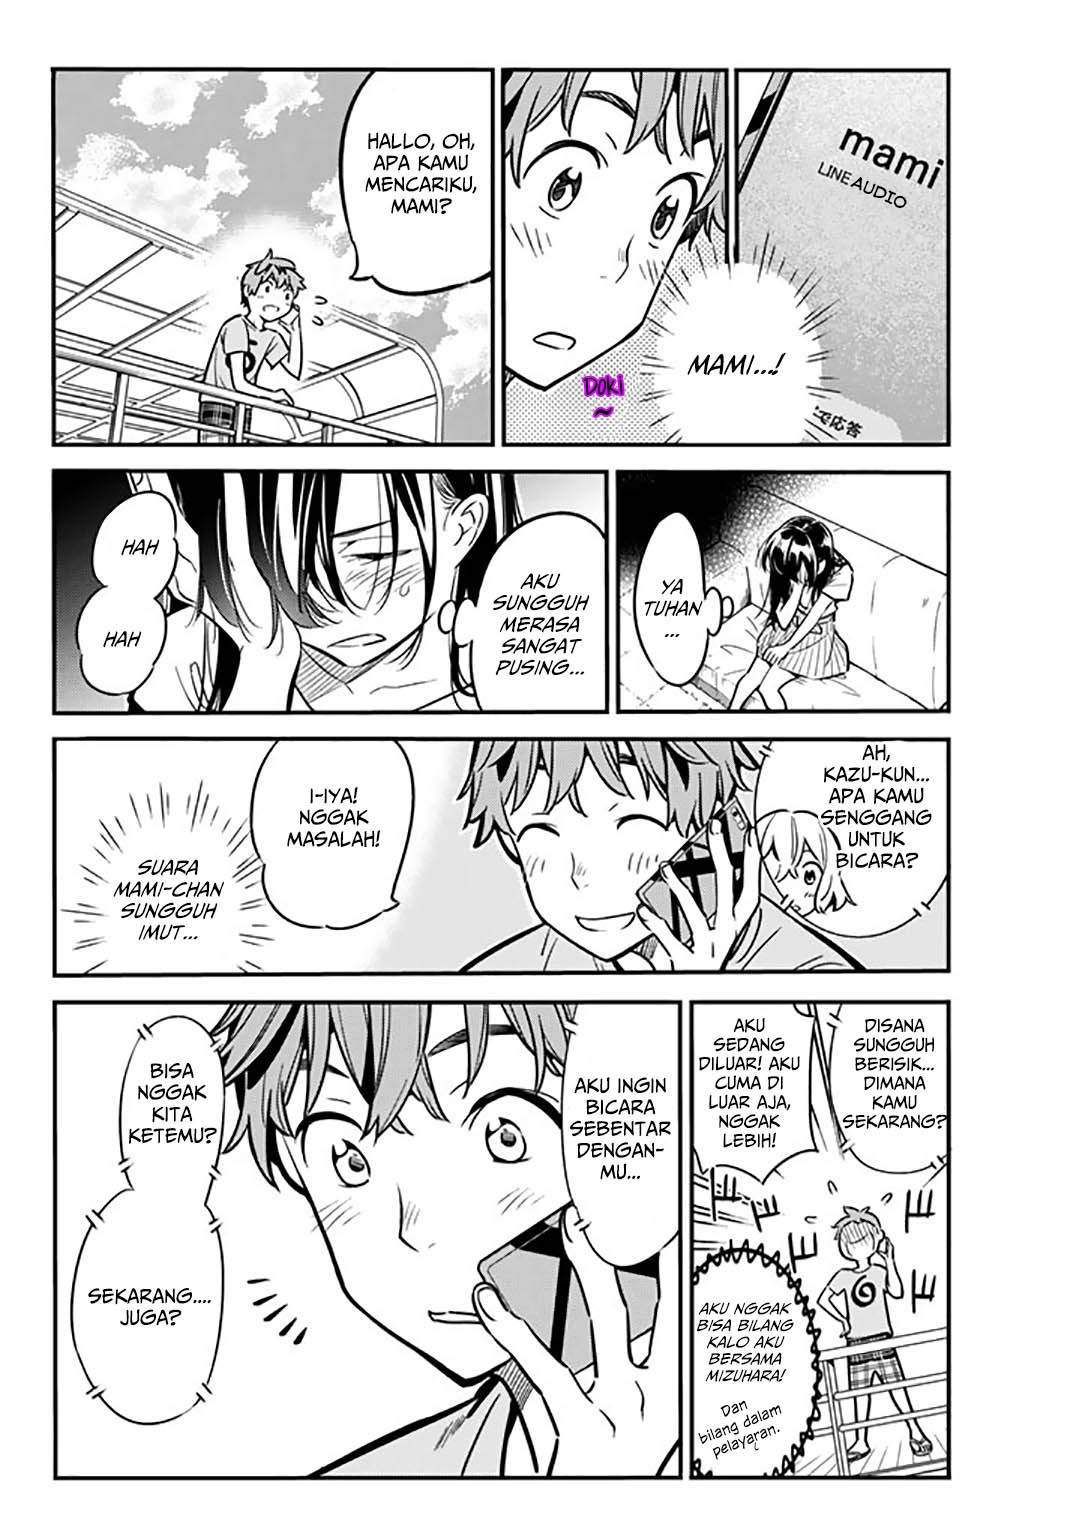 mami
LINE AUDIO
MAMI...!
で応答
DOKI
~
HALLO, OH,
APA KAMU
MENCARIKU,
MAMI?
YA
TUHAN
...
AKU
SUNGGUH
MERASA
SANGAT
PUSING...
HAH
HAH
AH,
KAZU-KUN...
APA KAMU
SENGGANG
UNTUK
BICARA?
I-IYA!
NGGAK
MASALAH!
SUARA
MAMI-CHAN
SUNGGUH
IMUT...
DISANA
SUNGGUH
BERISIK...
DIMANA
KAMU
SEKARANG?
AKU
SEDANG
DILUAR! AKU
CUMA DI
LUAR AJA,
NGGAK
LEBIH!
AKU NGGAK
BISA BILANG
KALO AKU
BERSAMA
MIZUHARA!
Dan
bilang dalam
pelayaran.
AKU INGIN
BICARA
SEBENTAR
DENGAN-
MU...
BISA
NGGAK
KITA
KETEMU?
SEKARANG....
JUGA?